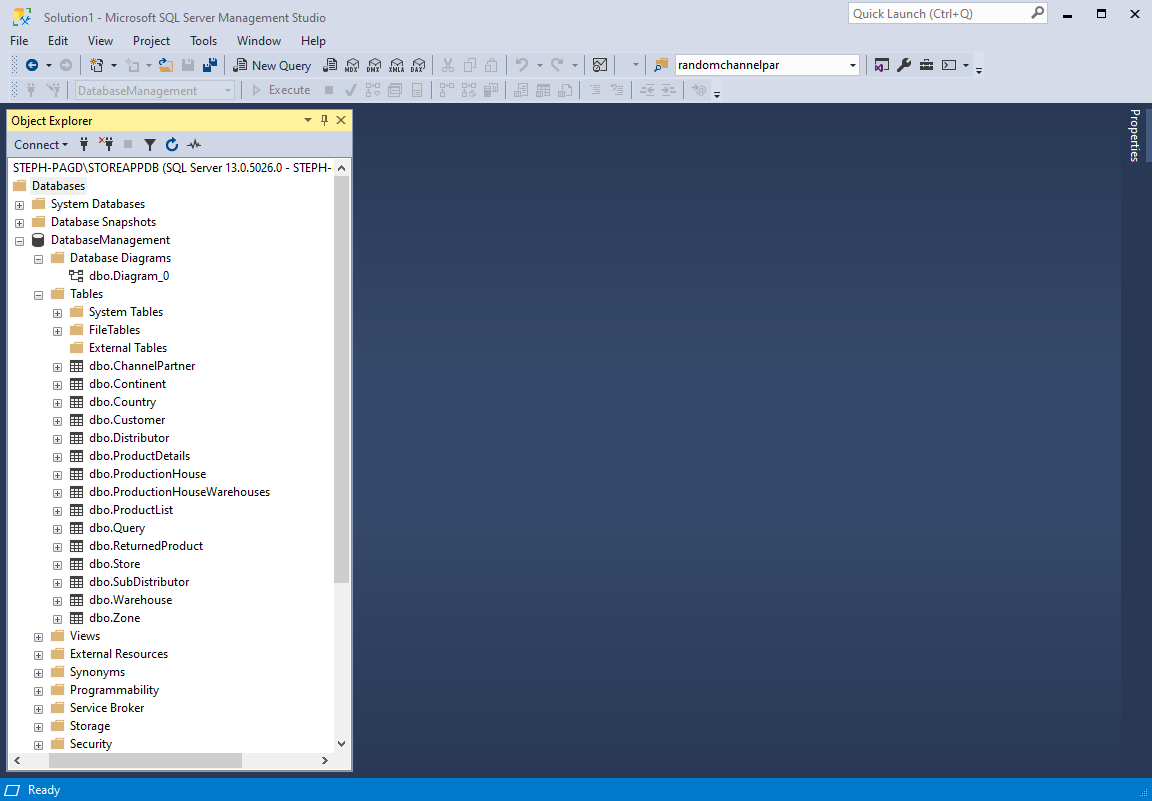 Solution1 - Microsoft SQL Server Management Studio
Quick Launch (Ctrl+Q)
File Edit View Project Tools Window Help
New Query MDX DMX XMLA DAX randomchannelpar
DatabaseManagement Execute
Object Explorer
Properties
Connect
STEPH-PAGD\STOREAPPDB (SQL Server 13.0.5026.0 - STEPH-
Databases
System Databases
Database Snapshots
DatabaseManagement
Database Diagrams
dbo.Diagram_0
Tables
System Tables
FileTables
External Tables
dbo.ChannelPartner
dbo.Continent
dbo.Country
dbo.Customer
dbo.Distributor
dbo.ProductDetails
dbo.ProductionHouse
dbo.ProductionHouseWarehouses
dbo.ProductList
dbo.Query
dbo.ReturnedProduct
dbo.Store
dbo.SubDistributor
dbo.Warehouse
dbo.Zone
Views
External Resources
Synonyms
Programmability
Service Broker
Storage
Security
Ready